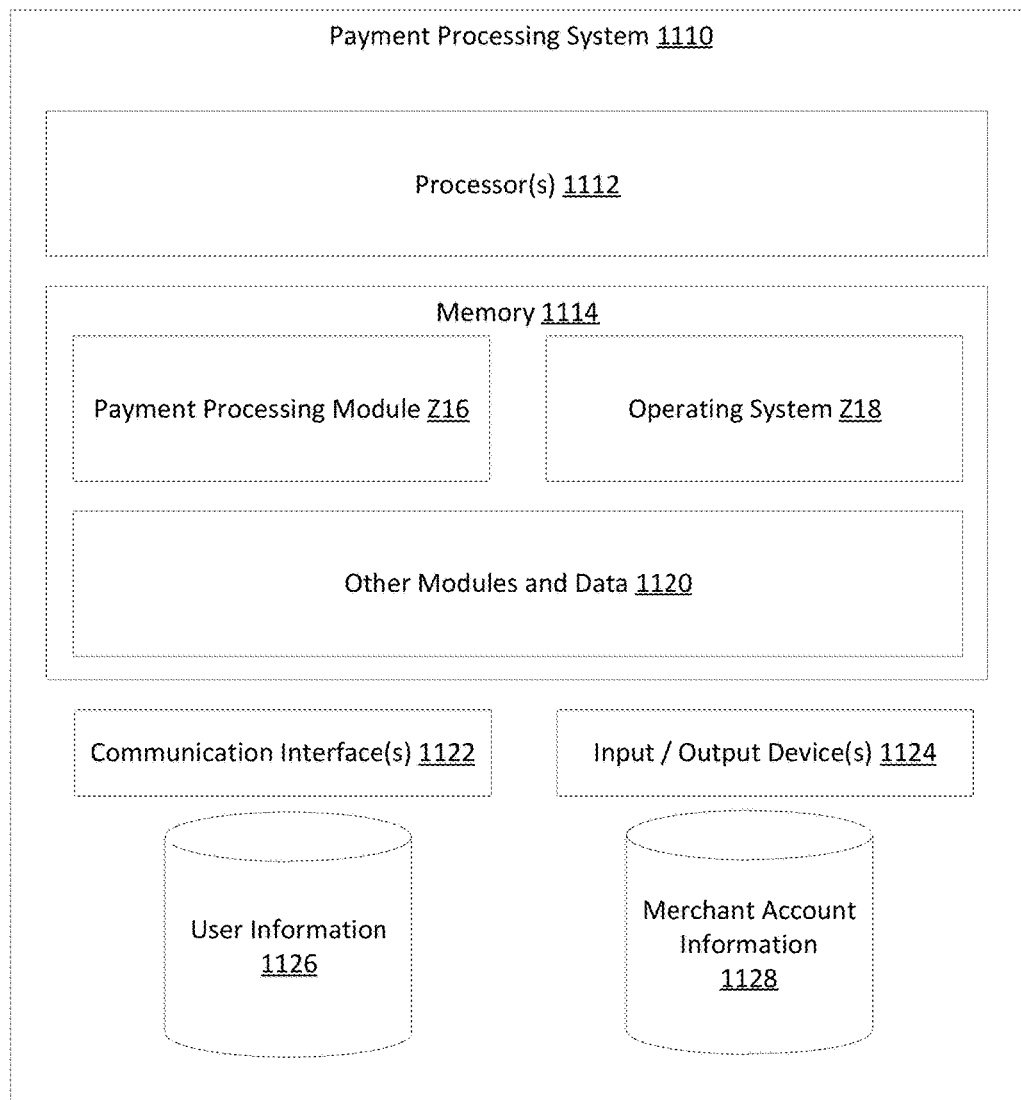 Payment Processing System 1110
Processor(s) 1112
Memory 1114
Payment Processing Module Z16
Operating System Z18
Other Modules and Data 1120
Communication Interface(s) 1122
Input / Output Device(s) 1124
User Information
1126
Merchant Account
Information
1128